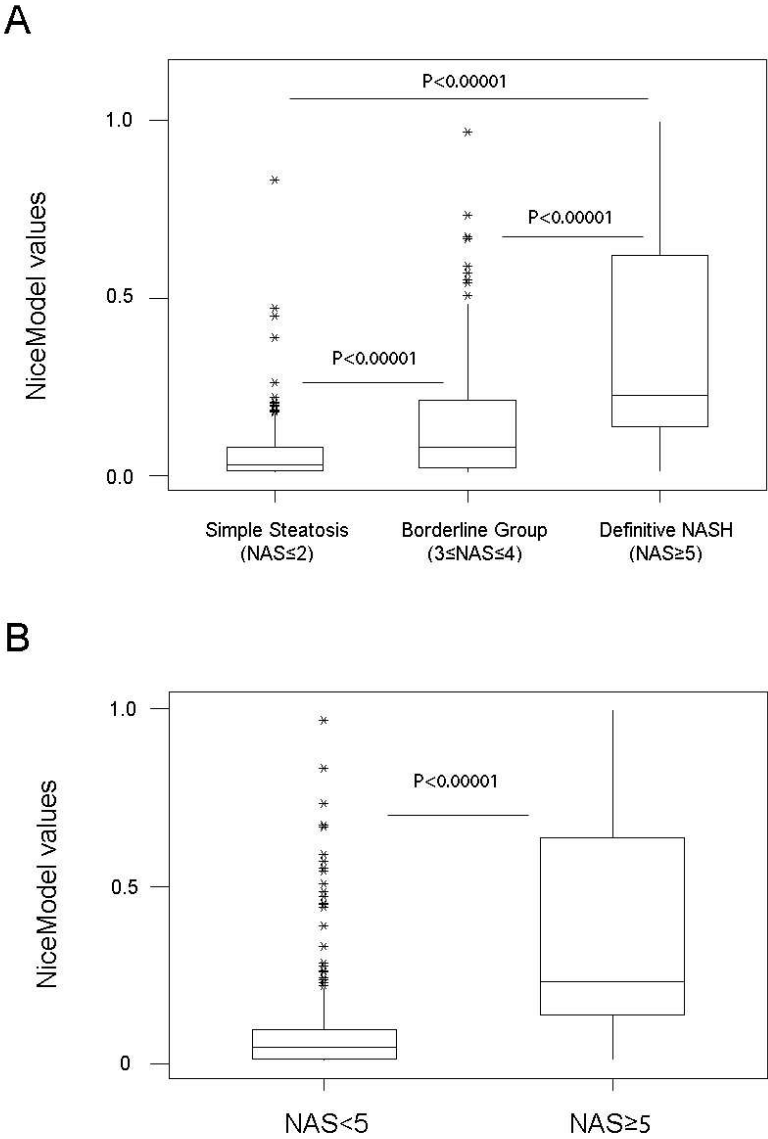 A
P<0.00001
1.0
P<0.00001
NiceModel values
0.5
P<0.00001
0.0
Simple Steatosis
(NAS≤2)
Borderline Group
(3≤NAS≤4)
Definitive NASH
(NAS≥5)
B
1.0
P<0.00001
NiceModel values
0.5
0
NAS<5
NAS≥5